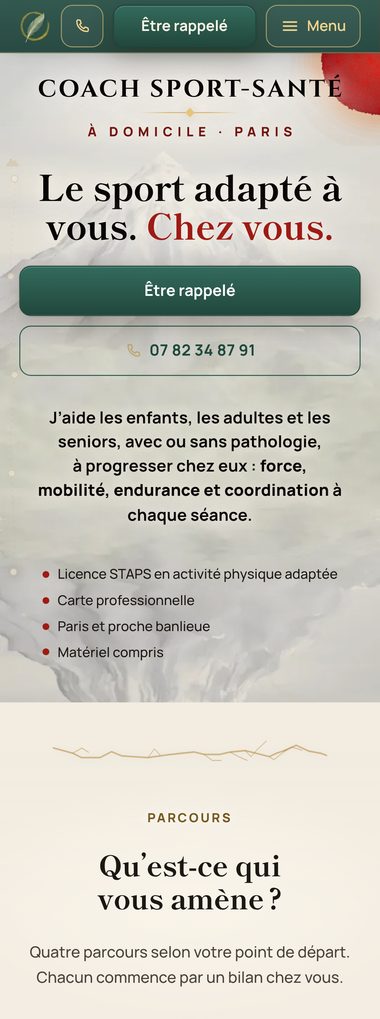 Être rappelé
Menu
COACH SPORT-SANTÉ
À DOMICILE · PARIS
Le sport adapté à
vous. Chez vous.
Être rappelé
07 82 34 87 91
J’aide les enfants, les adultes et les
seniors, avec ou sans pathologie,
à progresser chez eux : force,
mobilité, endurance et coordination à
chaque séance.
Licence STAPS en activité physique adaptée
Carte professionnelle
Paris et proche banlieue
Matériel compris
PARCOURS
Qu’est-ce qui
vous amène ?
Quatre parcours selon votre point de départ.
Chacun commence par un bilan chez vous.